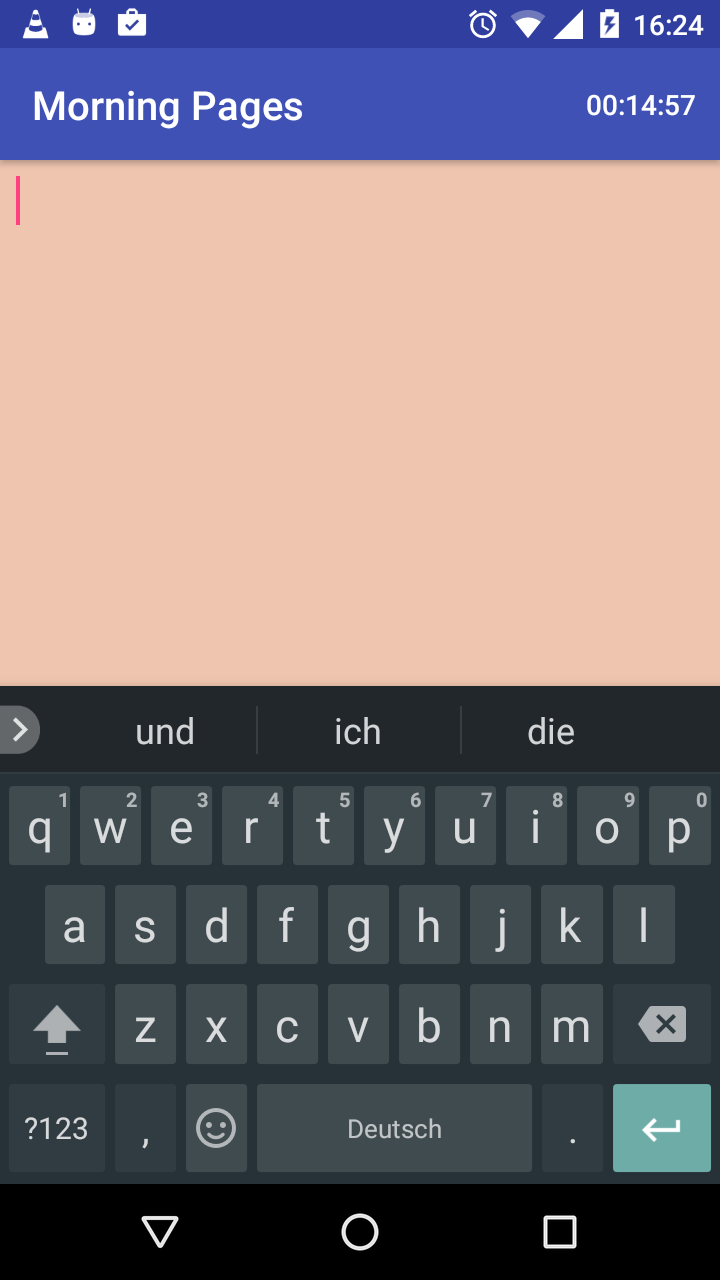 16:24
Morning Pages 00:14:57
und ich die
1 2 3 4 5 6 7 8 9 0
q w e r t y u i o p
a s d f g h j k l
z x c v b n m
?123 , Deutsch .